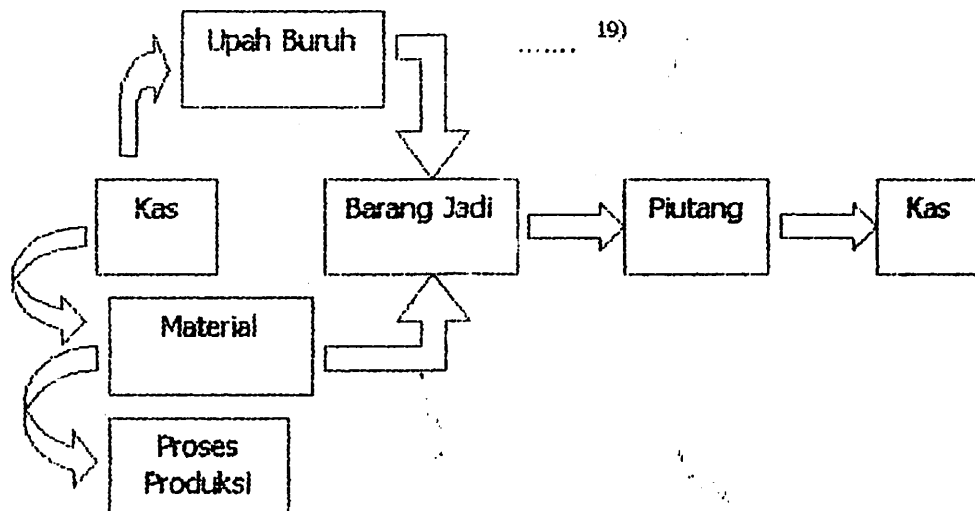 Upah Buruh
....... 19)
Kas
Barang Jadi
Piutang
Kas
Material
Proses
Produksi